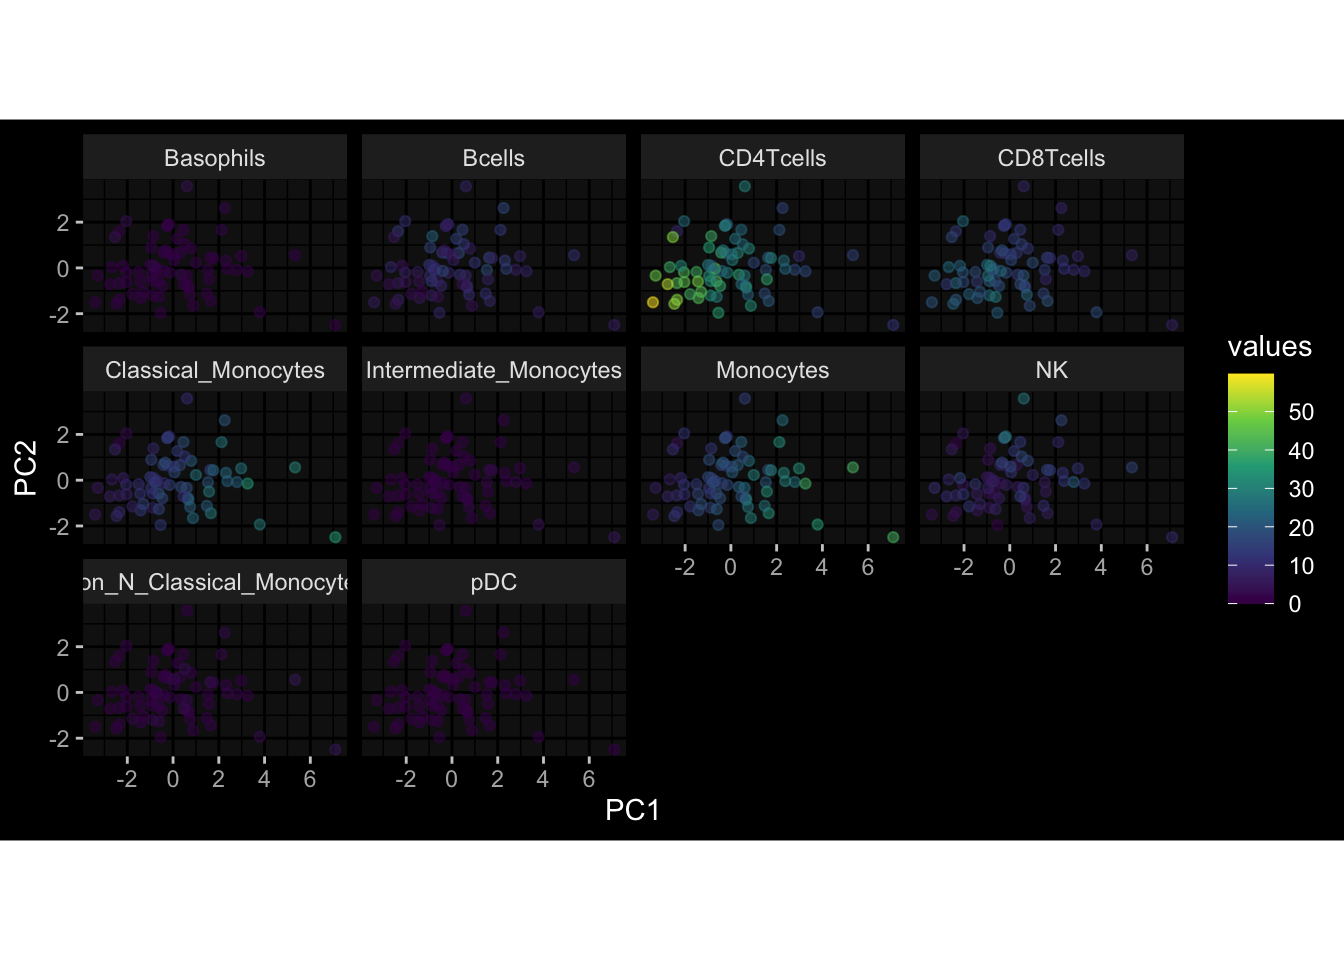 Basophils Bcells CD4Tcells CD8Tcells
2
0
-2
Classical_Monocytes Intermediate_Monocytes Monocytes NK
2
0
-2
-2 0 2 4 6 -2 0 2 4 6
on_N_Classical_Monocyte pDC
2
0
-2
-2 0 2 4 6 -2 0 2 4 6
PC1
PC2
values
50
40
30
20
10
0